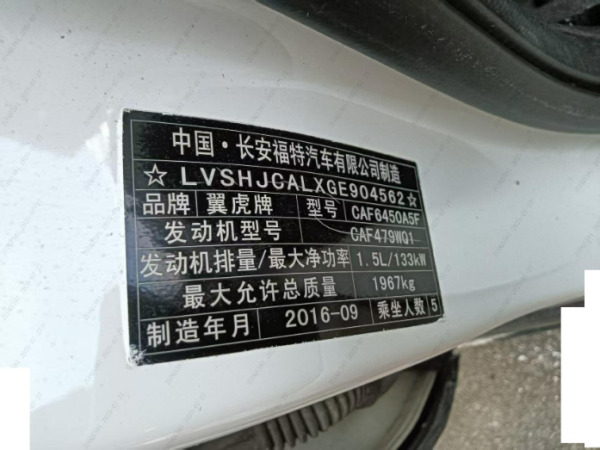 中国·长安福特汽车有限公司制造
☆LVSHJCALXGE904562☆
品牌 翼虎牌 型号 CAF6450A5F
发动机型号 CAF479WQ1
发动机排量/最大净功率 1.5L/133kW
最大允许总质量 1967kg
制造年月 2016-09 乘坐人数 5